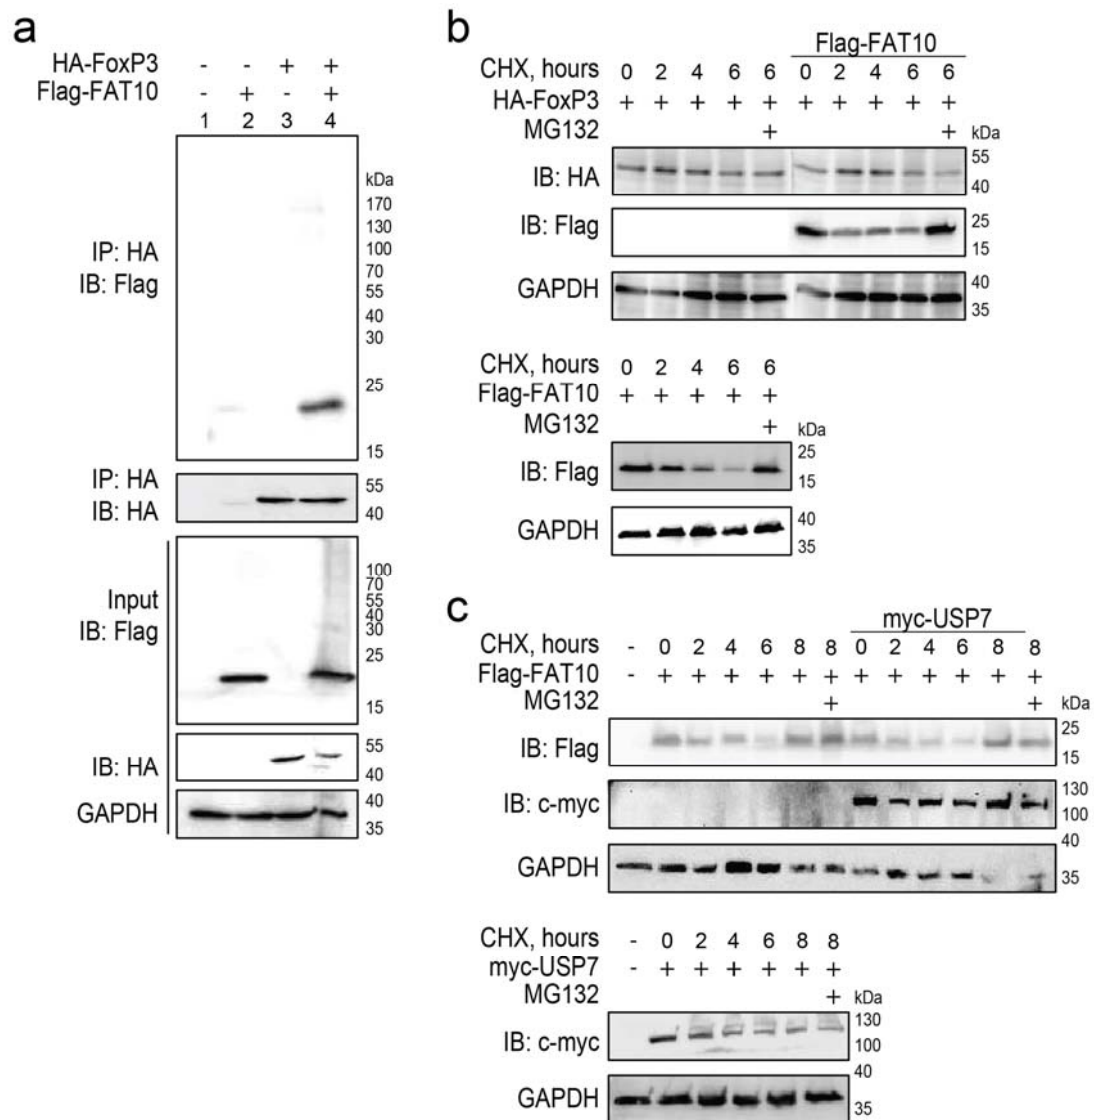 a
HA-FoxP3 - - + +
Flag-FAT10 - + - +
1 2 3 4
kDa
170
130
100
70
55
40
30
25
15
IP: HA
IB: Flag
IP: HA
IB: HA
55
40
Input
IB: Flag
100
70
55
40
30
25
15
IB: HA
55
40
GAPDH
40
35
b
Flag-FAT10
CHX, hours 0 2 4 6 6 0 2 4 6 6
HA-FoxP3 + + + + + + + + + +
MG132 + + kDa
IB: HA
55
40
IB: Flag
25
15
GAPDH
40
35
CHX, hours 0 2 4 6 6
Flag-FAT10 + + + + +
MG132 + kDa
IB: Flag
25
15
GAPDH
40
35
c
myc-USP7
CHX, hours - 0 2 4 6 8 8 0 2 4 6 8 8
Flag-FAT10 - + + + + + + + + + + + +
MG132 + + kDa
IB: Flag
25
15
IB: c-myc
130
100
GAPDH
40
35
CHX, hours - 0 2 4 6 8 8
myc-USP7 - + + + + + +
MG132 + kDa
IB: c-myc
130
100
GAPDH
40
35